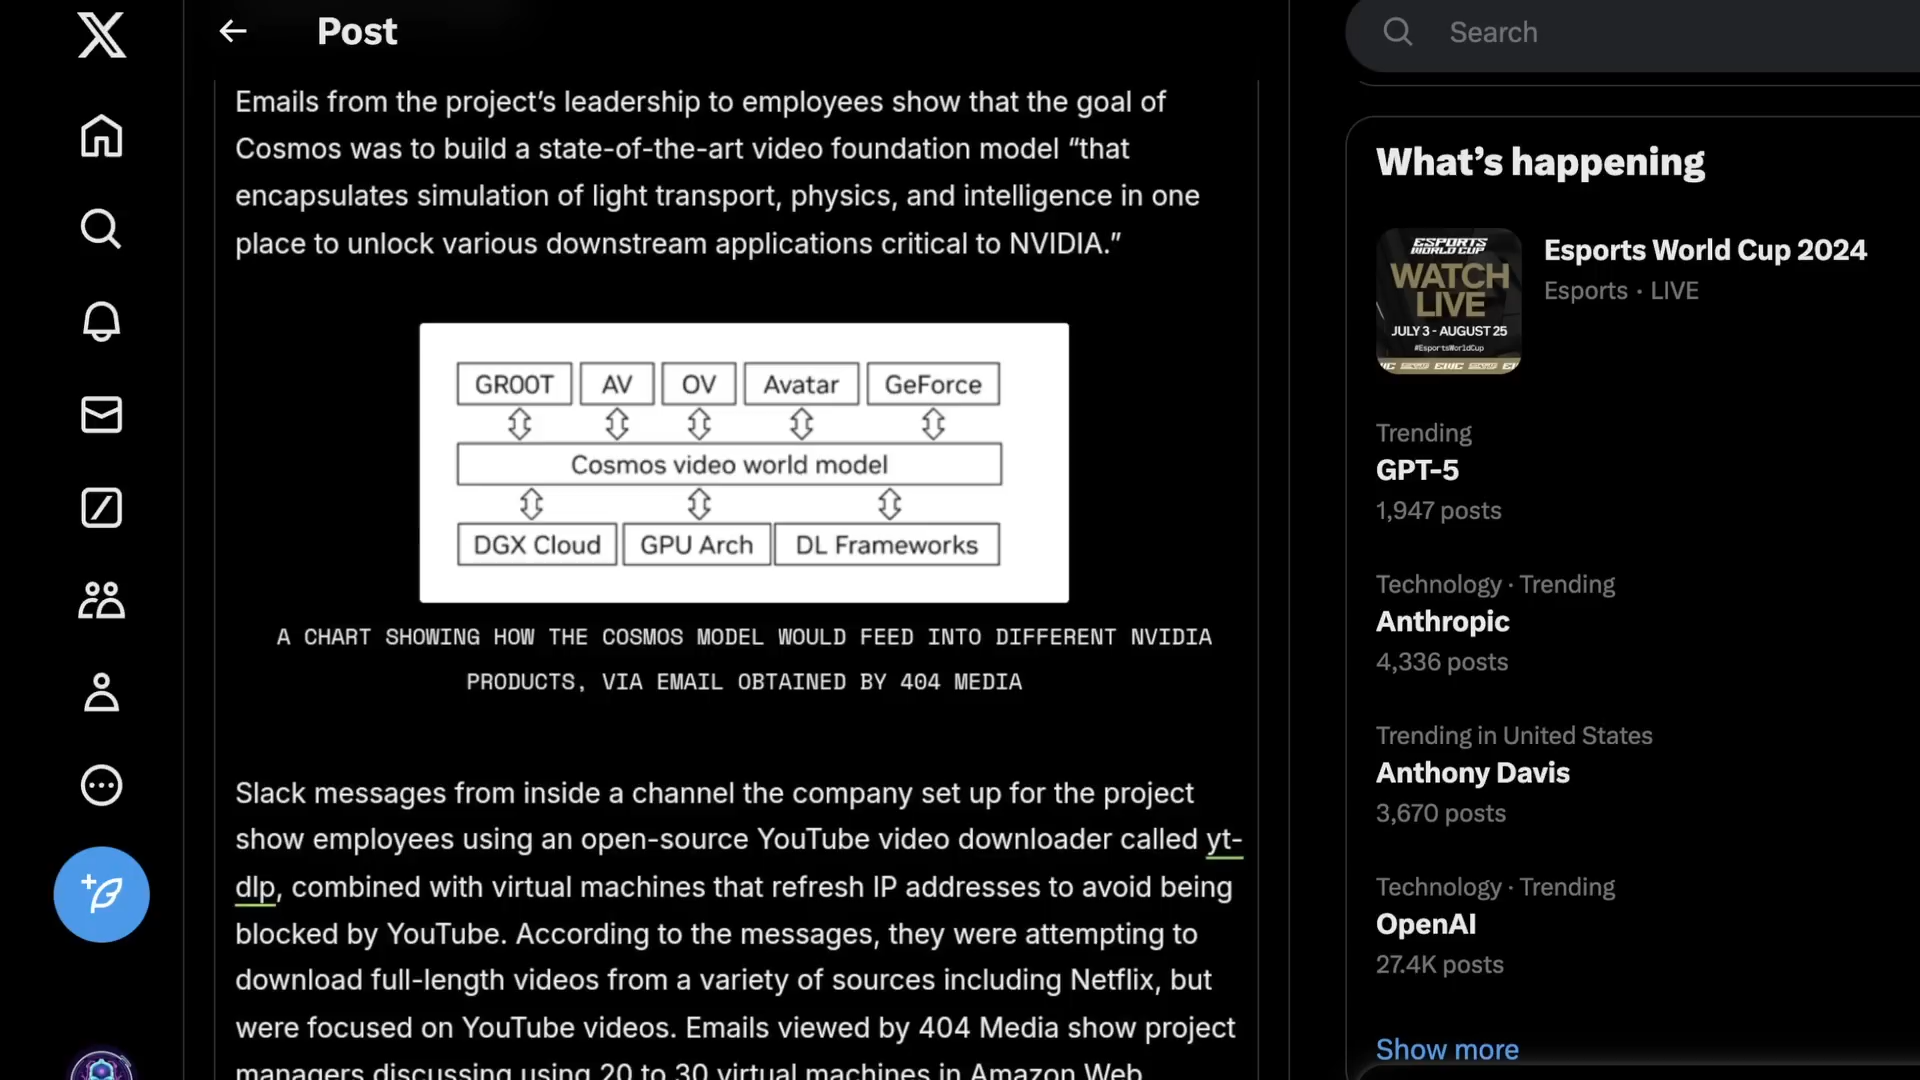 Post
Emails from the project’s leadership to employees show that the goal of
Cosmos was to build a state-of-the-art video foundation model “that
encapsulates simulation of light transport, physics, and intelligence in one
place to unlock various downstream applications critical to NVIDIA.”
GR00T AV OV Avatar GeForce
Cosmos video world model
DGX Cloud GPU Arch DL Frameworks
A CHART SHOWING HOW THE COSMOS MODEL WOULD FEED INTO DIFFERENT NVIDIA
PRODUCTS, VIA EMAIL OBTAINED BY 404 MEDIA
Slack messages from inside a channel the company set up for the project
show employees using an open-source YouTube video downloader called yt-
dlp, combined with virtual machines that refresh IP addresses to avoid being
blocked by YouTube. According to the messages, they were attempting to
download full-length videos from a variety of sources including Netflix, but
were focused on YouTube videos. Emails viewed by 404 Media show project
managers discussing using 20 to 30 virtual machines in Amazon Web
Search
What’s happening
ESPORTS
WORLD CUP
WATCH
LIVE
JULY 3 - AUGUST 25
#EsportsWorldCup
Esports World Cup 2024
Esports · LIVE
Trending
GPT-5
1,947 posts
Technology · Trending
Anthropic
4,336 posts
Trending in United States
Anthony Davis
3,670 posts
Technology · Trending
OpenAI
27.4K posts
Show more